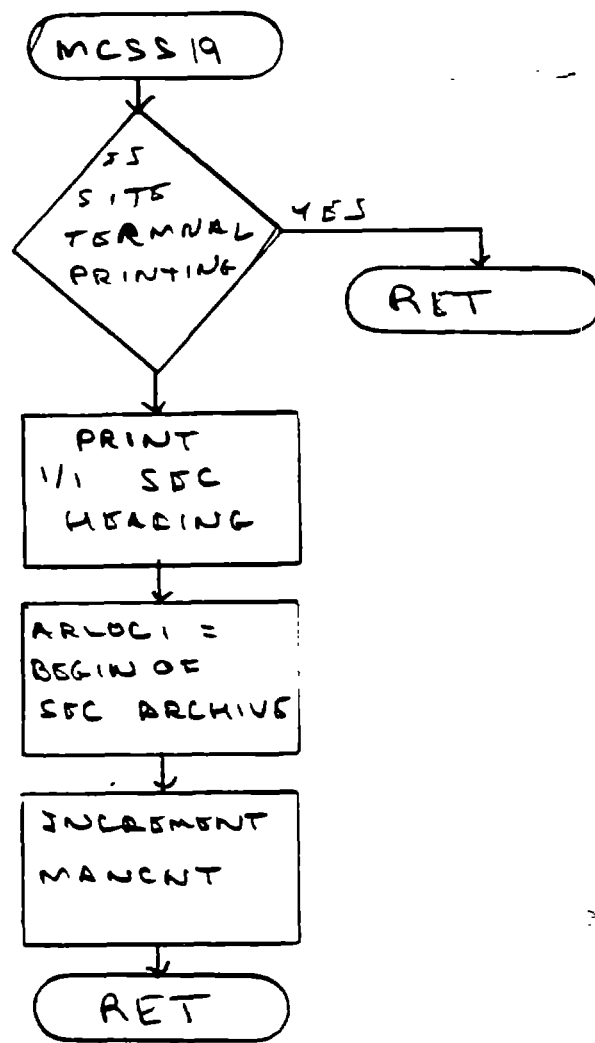 MCSS19
IS
SITE
TERMNAL
PRINTING
YES
RET
PRINT
1/1 SEC
HEADING
ARLOC1 =
BEGIN OF
SEC ARCHIVE
INCREMENT
MANCNT
RET